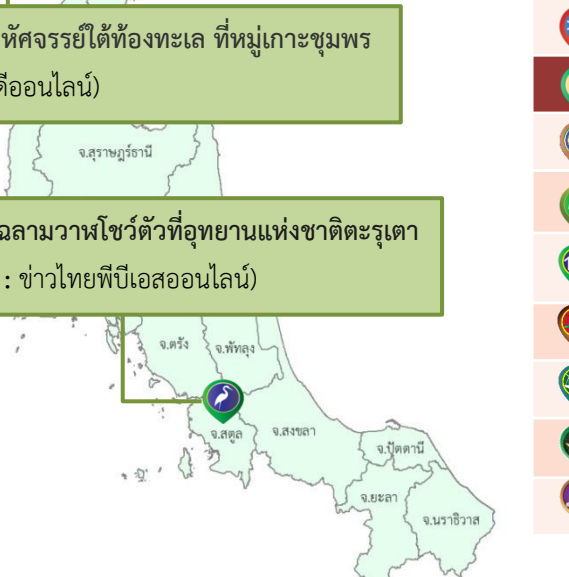 หัศจรรย์ใต้ท้องทะเล ที่หมู่เกาะชุมพร
ดีออนไลน์)
จ.สุราษฎร์ธานี
ฉลามวาฬโชว์ตัวที่อุทยานแห่งชาติตะรุเตา
: ข่าวไทยพีบีเอสออนไลน์)
จ.ตรัง
จ.พัทลุง
จ.สตูล
จ.สงขลา
จ.ปัตตานี
จ.ยะลา
จ.นราธิวาส